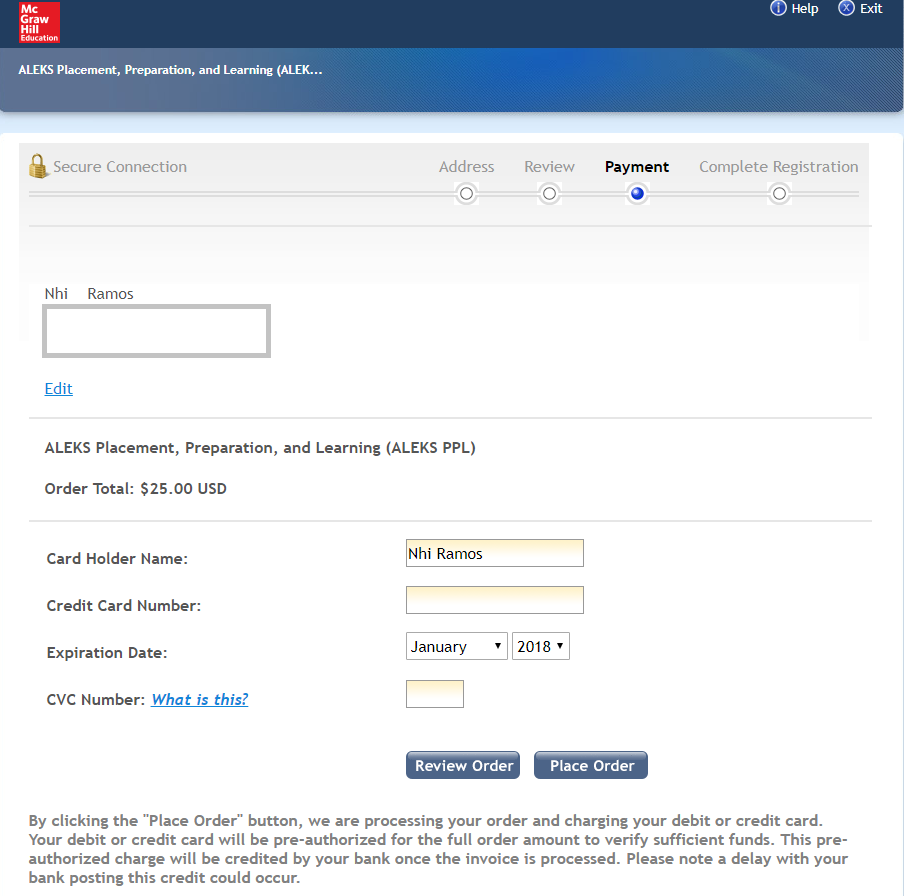 Mc
Graw
Hill
Education
Help
Exit
ALEKS Placement, Preparation, and Learning (ALEK...
Secure Connection
Address Review Payment Complete Registration
Nhi Ramos
Edit
ALEKS Placement, Preparation, and Learning (ALEKS PPL)
Order Total: $25.00 USD
Card Holder Name: Nhi Ramos
Credit Card Number:
Expiration Date: January 2018
CVC Number: What is this?
Review Order Place Order
By clicking the "Place Order" button, we are processing your order and charging your debit or credit card.
Your debit or credit card will be pre-authorized for the full order amount to verify sufficient funds. This pre-
authorized charge will be credited by your bank once the invoice is processed. Please note a delay with your
bank posting this credit could occur.